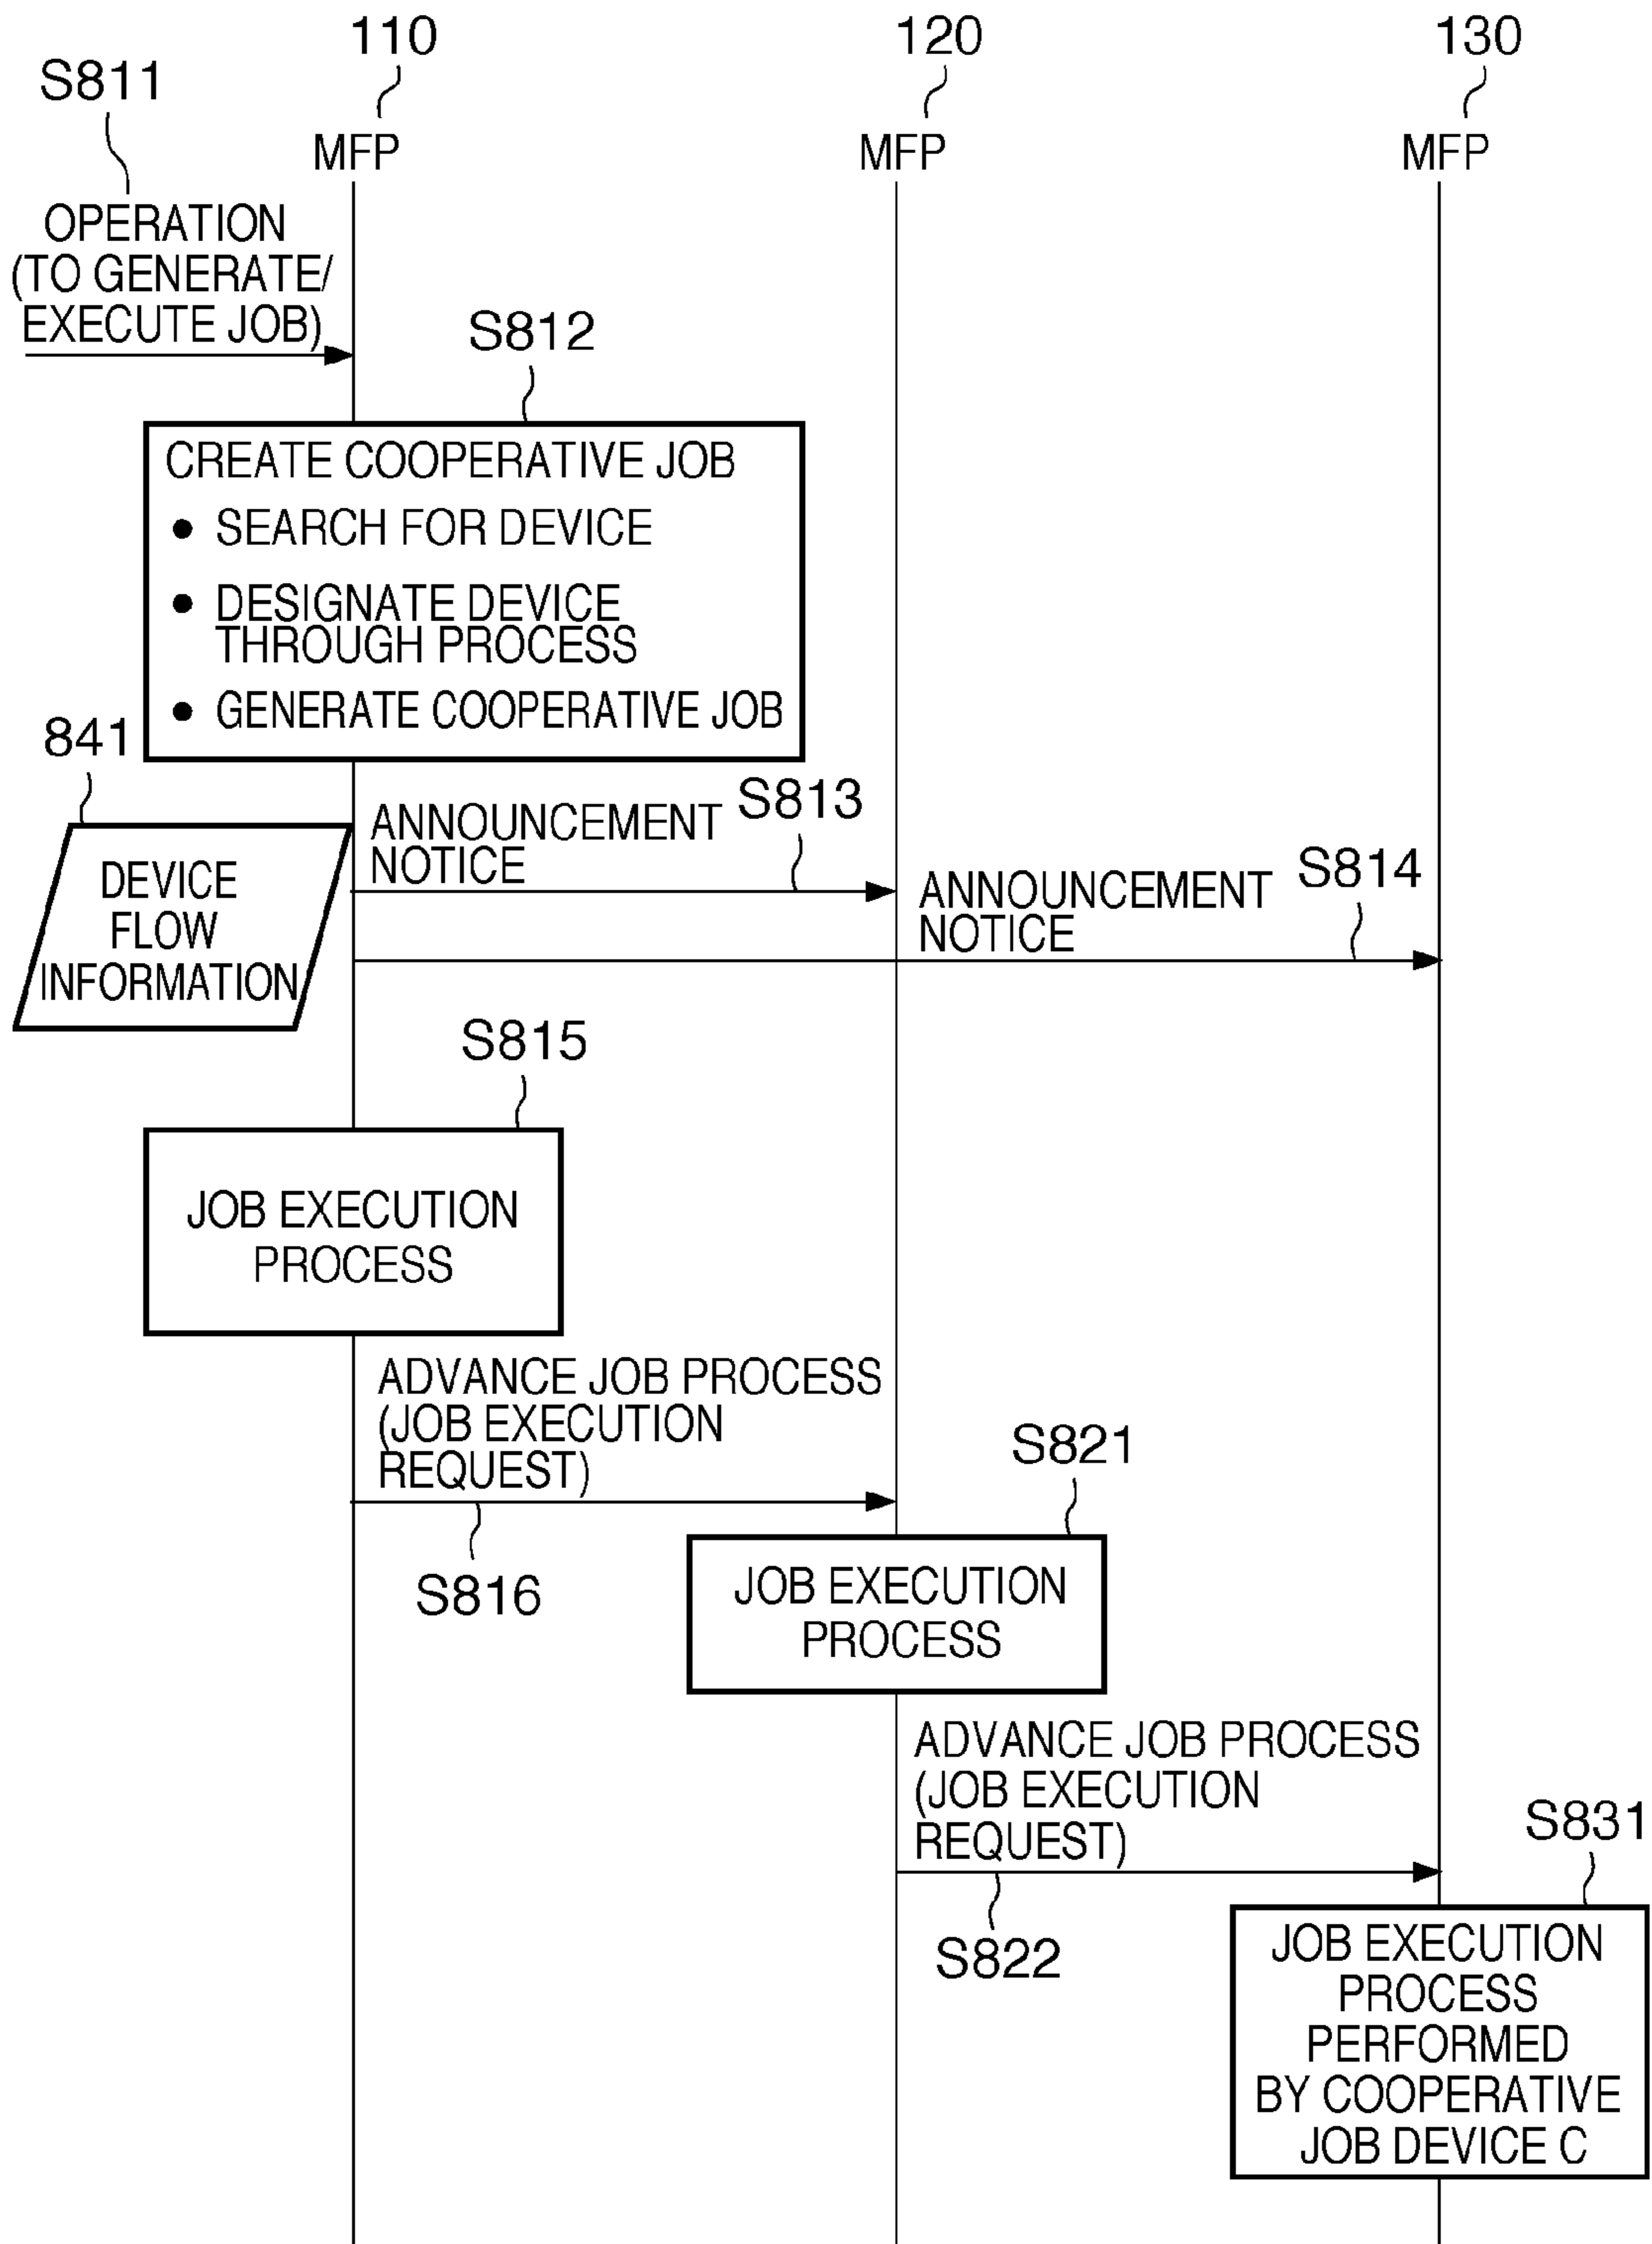 110
120
130
S811
MFP
MFP
MFP
OPERATION
(TO GENERATE/
EXECUTE JOB)
S812
CREATE COOPERATIVE JOB
• SEARCH FOR DEVICE
• DESIGNATE DEVICE
THROUGH PROCESS
• GENERATE COOPERATIVE JOB
841
DEVICE
FLOW
INFORMATION
ANNOUNCEMENT
NOTICE
S813
ANNOUNCEMENT
NOTICE
S814
S815
JOB EXECUTION
PROCESS
ADVANCE JOB PROCESS
(JOB EXECUTION
REQUEST)
S816
S821
JOB EXECUTION
PROCESS
ADVANCE JOB PROCESS
(JOB EXECUTION
REQUEST)
S822
S831
JOB EXECUTION
PROCESS
PERFORMED
BY COOPERATIVE
JOB DEVICE C